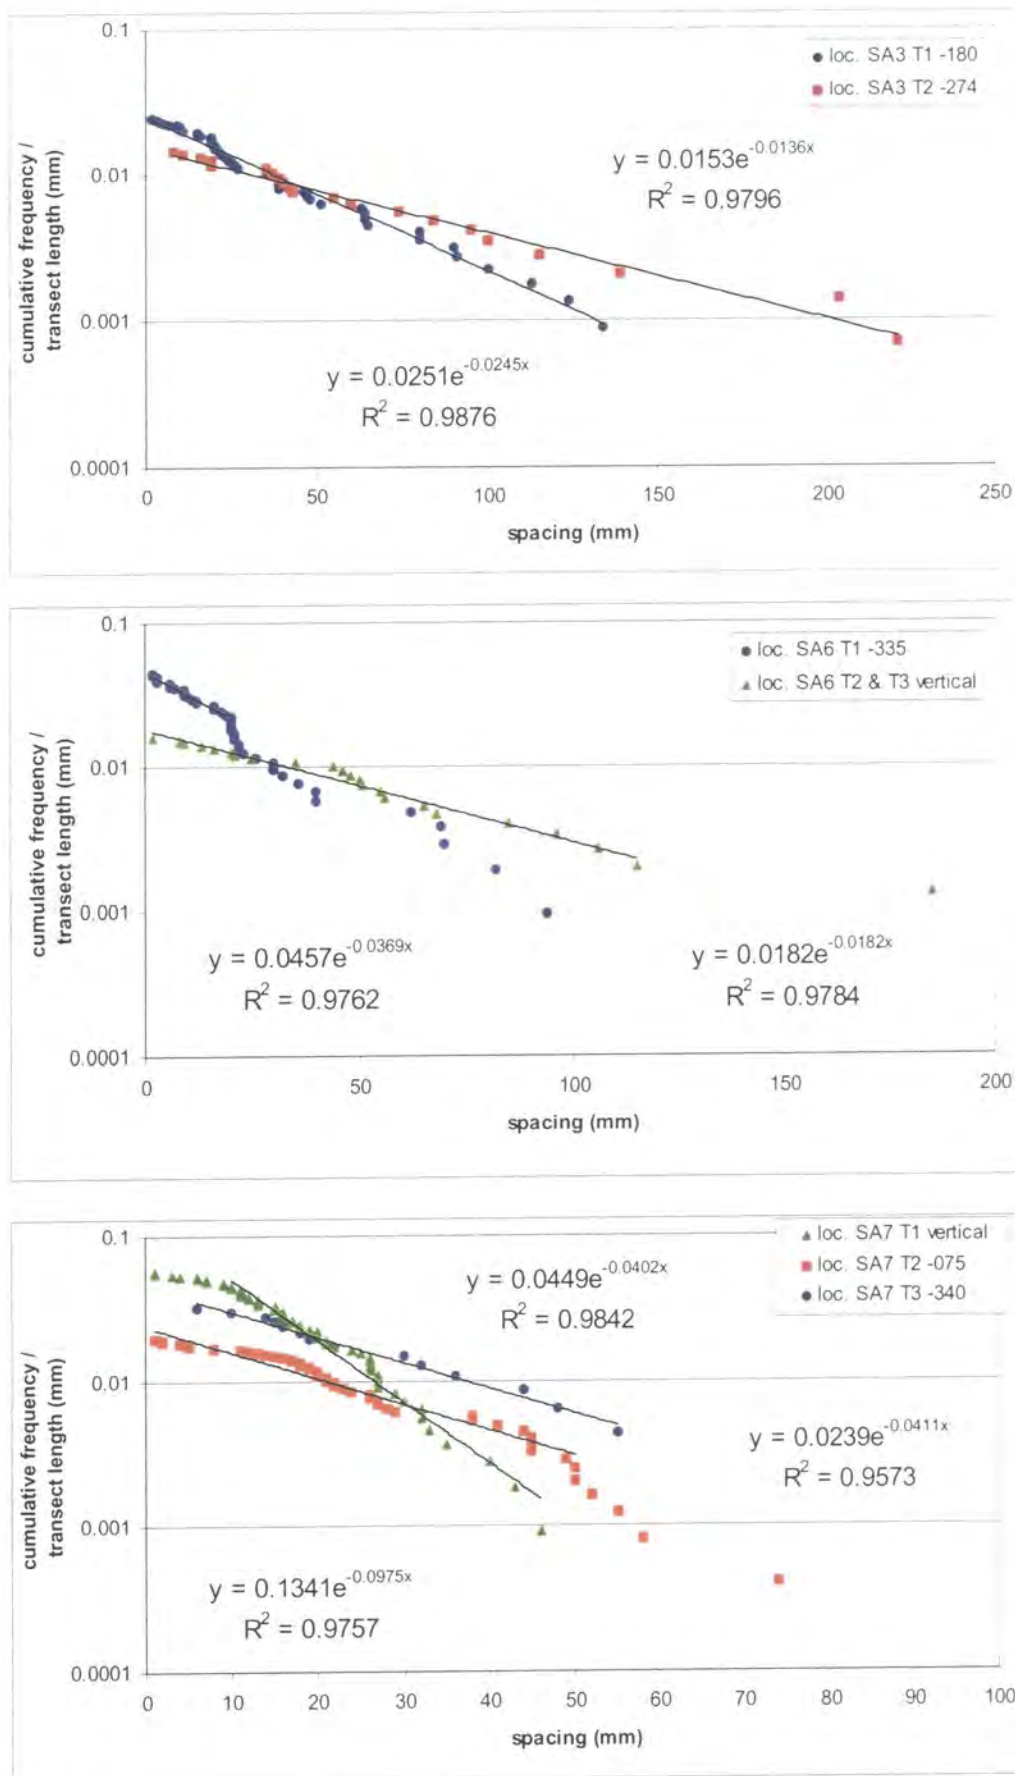 0.1
loc. SA3 T1 -180
loc. SA3 T2 -274
y = 0.0153e^-0.0136x
R² = 0.9796
0.01
cumulative frequency /
transect length (mm)
0.001
y = 0.0251e^-0.0245x
R² = 0.9876
0.0001
0 50 100 150 200 250
spacing (mm)
0.1
loc. SA6 T1 -335
loc. SA6 T2 & T3 vertical
0.01
cumulative frequency /
transect length (mm)
0.001
y = 0.0457e^-0.0369x
R² = 0.9762
y = 0.0182e^-0.0182x
R² = 0.9784
0.0001
0 50 100 150 200
spacing (mm)
0.1
loc. SA7 T1 vertical
loc. SA7 T2 -075
loc. SA7 T3 -340
y = 0.0449e^-0.0402x
R² = 0.9842
0.01
cumulative frequency /
transect length (mm)
y = 0.0239e^-0.0411x
R² = 0.9573
0.001
y = 0.1341e^-0.0975x
R² = 0.9757
0.0001
0 10 20 30 40 50 60 70 80 90 100
spacing (mm)